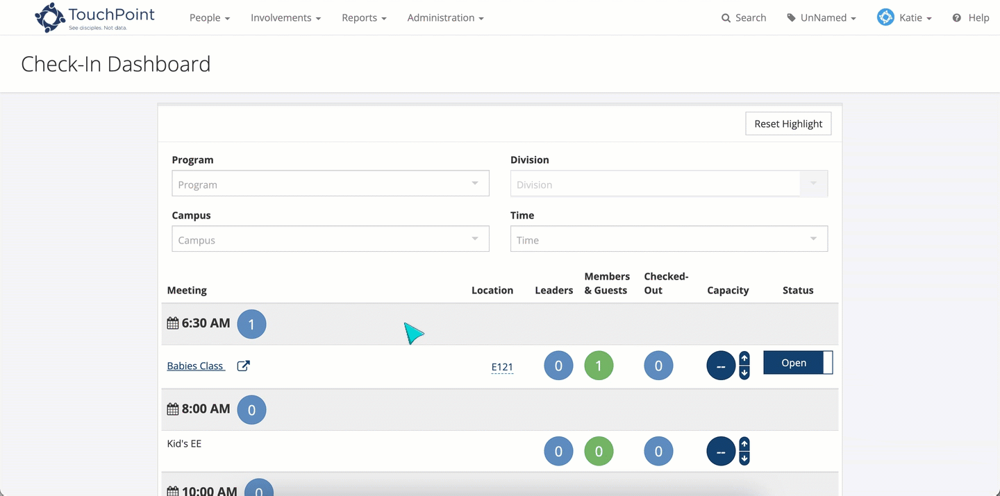 TouchPoint
See disciples. Not data.
People Involvements Reports Administration Search UnNamed Katie Help
Check-In Dashboard
Reset Highlight
Program Division
Program Division
Campus Time
Campus Time
Meeting Location Leaders Members & Guests Checked-Out Capacity Status
6:30 AM 1
Babies Class E121 0 1 0 -- Open
8:00 AM 0
Kid's EE 0 0 0 --
10:00 AM 0